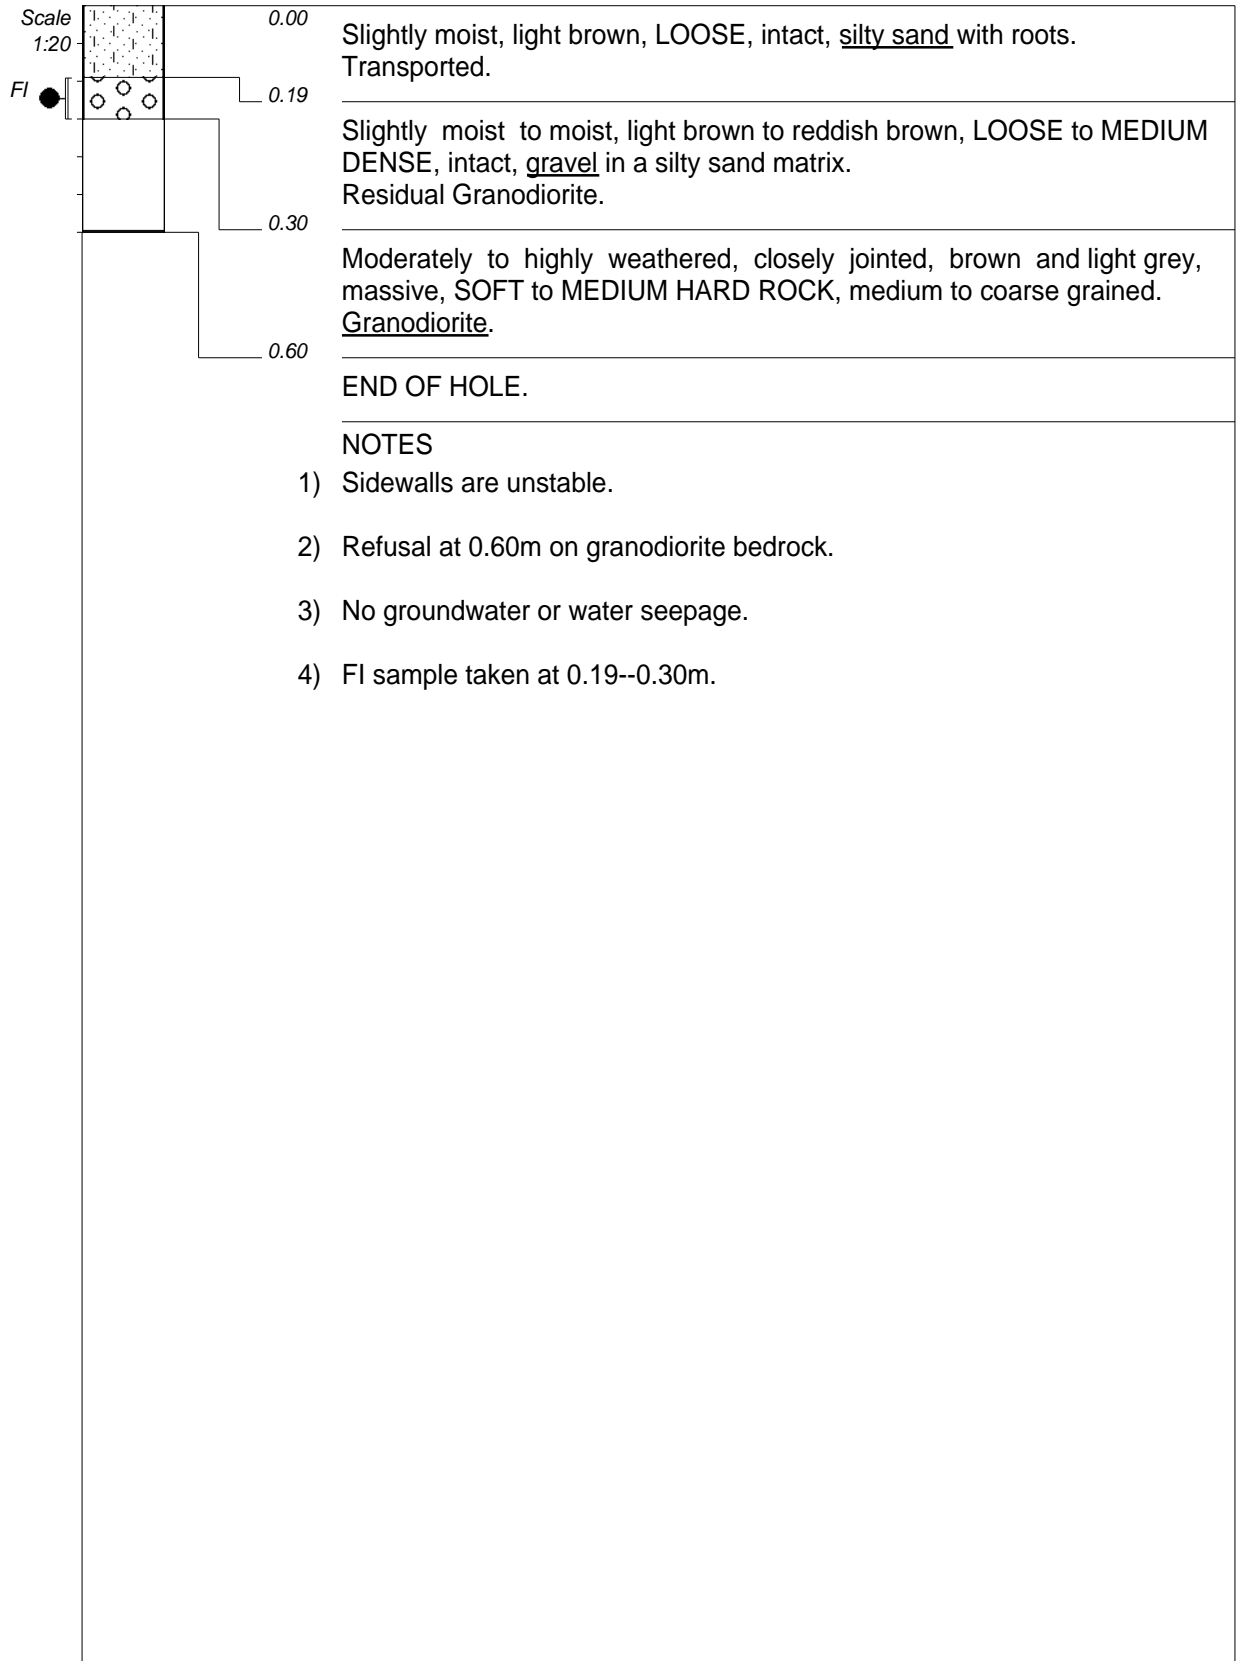 Scale
1:20
FI
0.00
Slightly moist, light brown, LOOSE, intact, silty sand with roots.
Transported.
0.19
Slightly moist to moist, light brown to reddish brown, LOOSE to MEDIUM
DENSE, intact, gravel in a silty sand matrix.
Residual Granodiorite.
0.30
Moderately to highly weathered, closely jointed, brown and light grey,
massive, SOFT to MEDIUM HARD ROCK, medium to coarse grained.
Granodiorite.
0.60
END OF HOLE.
NOTES
1) Sidewalls are unstable.
2) Refusal at 0.60m on granodiorite bedrock.
3) No groundwater or water seepage.
4) FI sample taken at 0.19--0.30m.